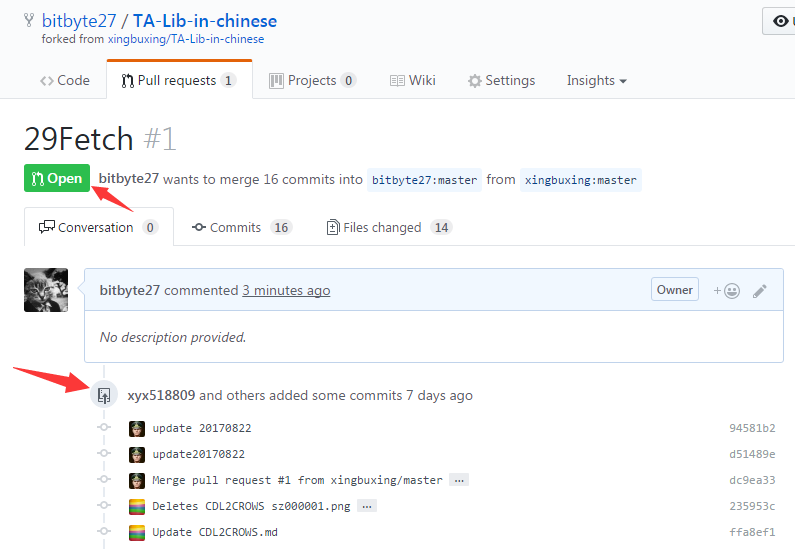 bitbyte27 / TA-Lib-in-chinese
forked from xingbuxing/TA-Lib-in-chinese
Code Pull requests 1 Projects 0 Wiki Settings Insights
29Fetch #1
Open bitbyte27 wants to merge 16 commits into bitbyte27:master from xingbuxing:master
Conversation 0 Commits 16 Files changed 14
bitbyte27 commented 3 minutes ago Owner +
No description provided.
xyx518809 and others added some commits 7 days ago
update 20170822 94581b2
update20170822 d51489e
Merge pull request #1 from xingbuxing/master … dc9ea33
Deletes CDL2CROWS sz000001.png … 235953c
Update CDL2CROWS.md ffa8ef1